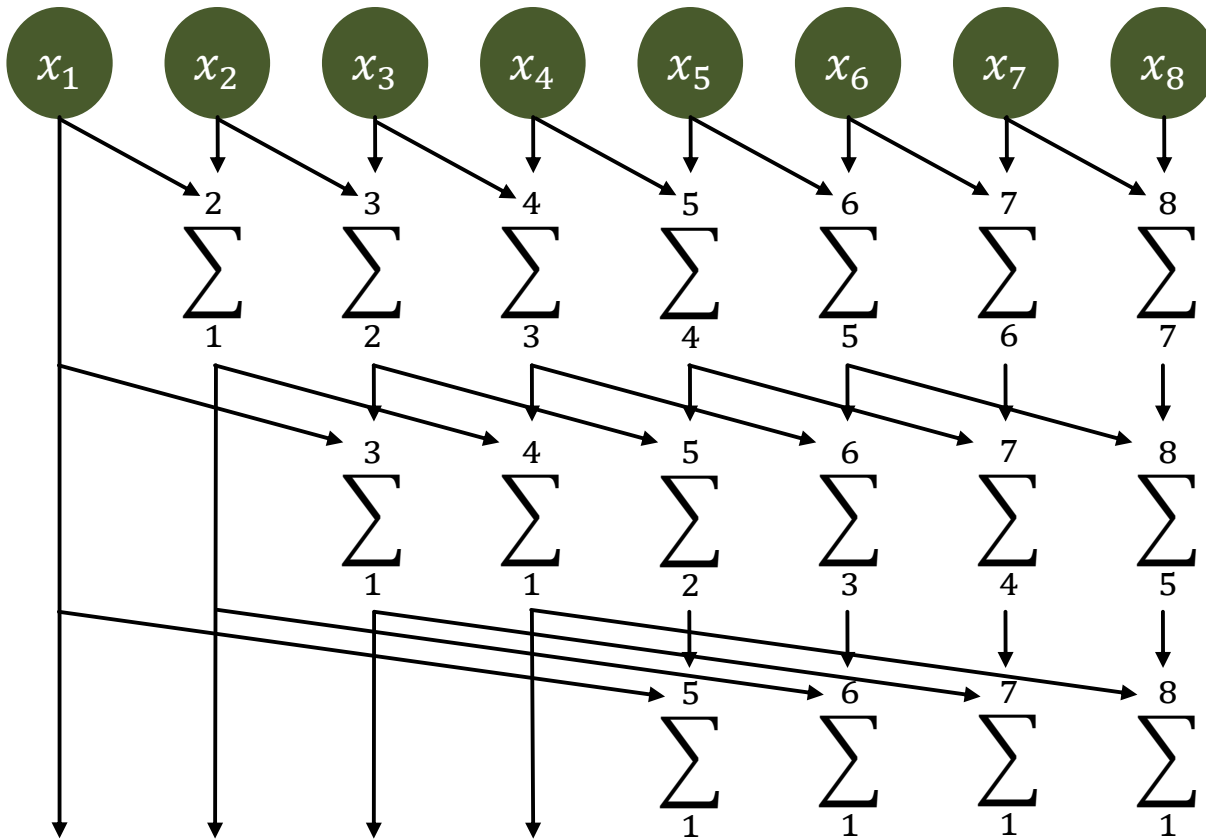 x₁ x₂ x₃ x₄ x₅ x₆ x₇ x₈
2 3 4 5 6 7 8
∑ ∑ ∑ ∑ ∑ ∑ ∑
1 2 3 4 5 6 7
3 4 5 6 7 8
∑ ∑ ∑ ∑ ∑ ∑
1 1 2 3 4 5
5 6 7 8
∑ ∑ ∑ ∑
1 1 1 1